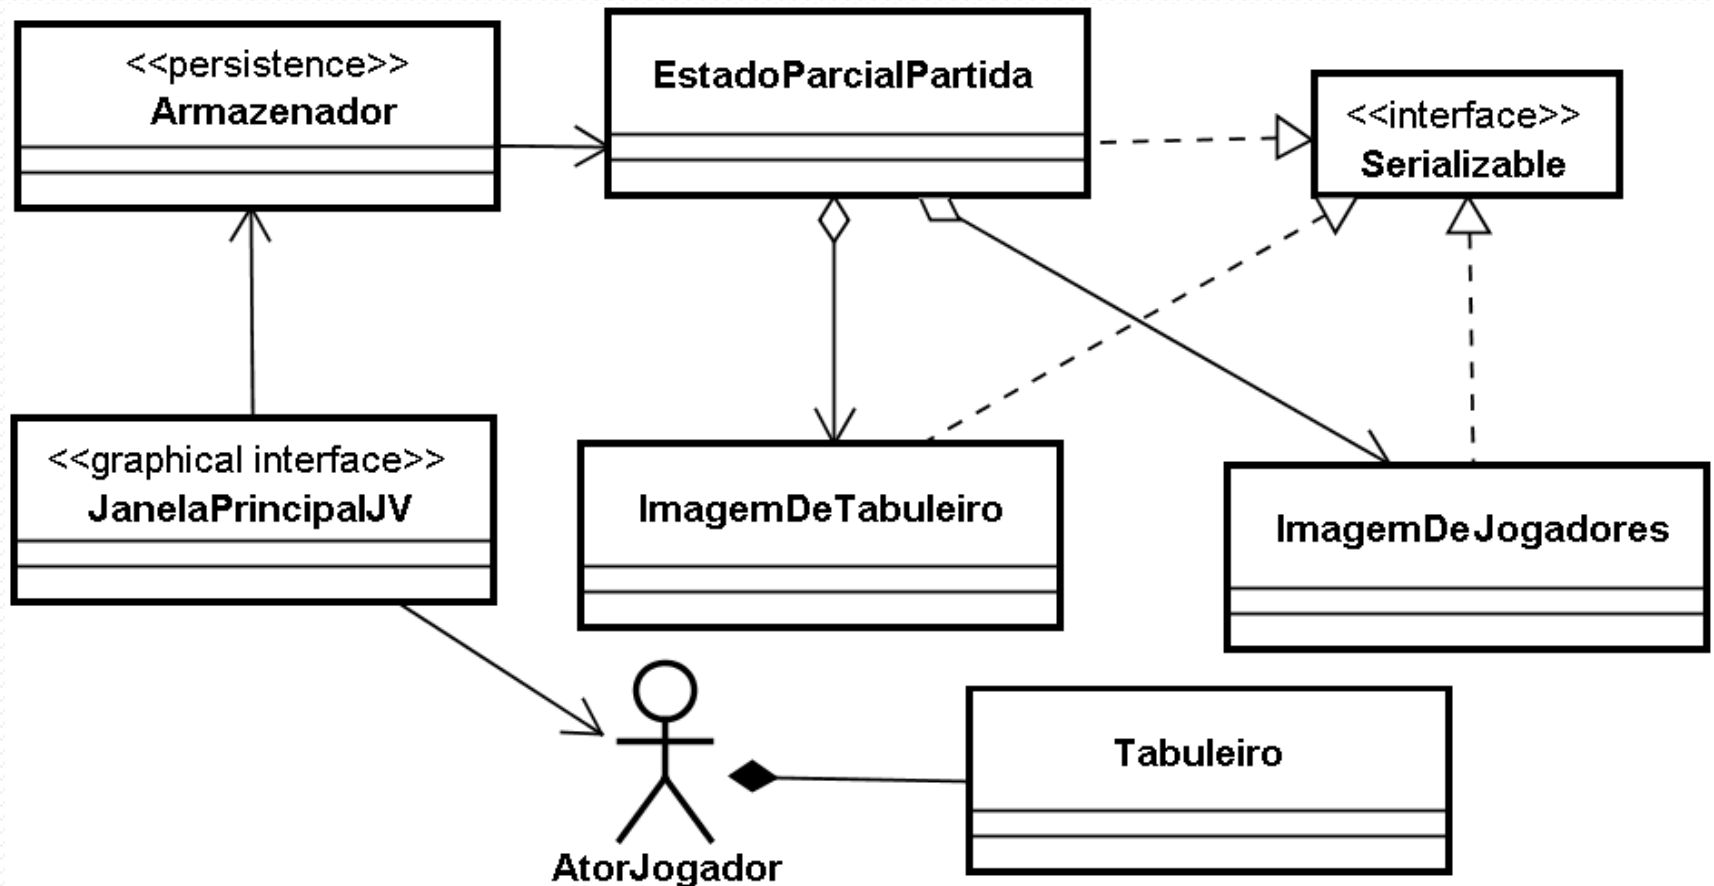 <<persistence>>
Armazenador
EstadoParcialPartida
<<interface>>
Serializable
<<graphical interface>>
JanelaPrincipalJV
ImagemDeTabuleiro
ImagemDeJogadores
Tabuleiro
AtorJogador